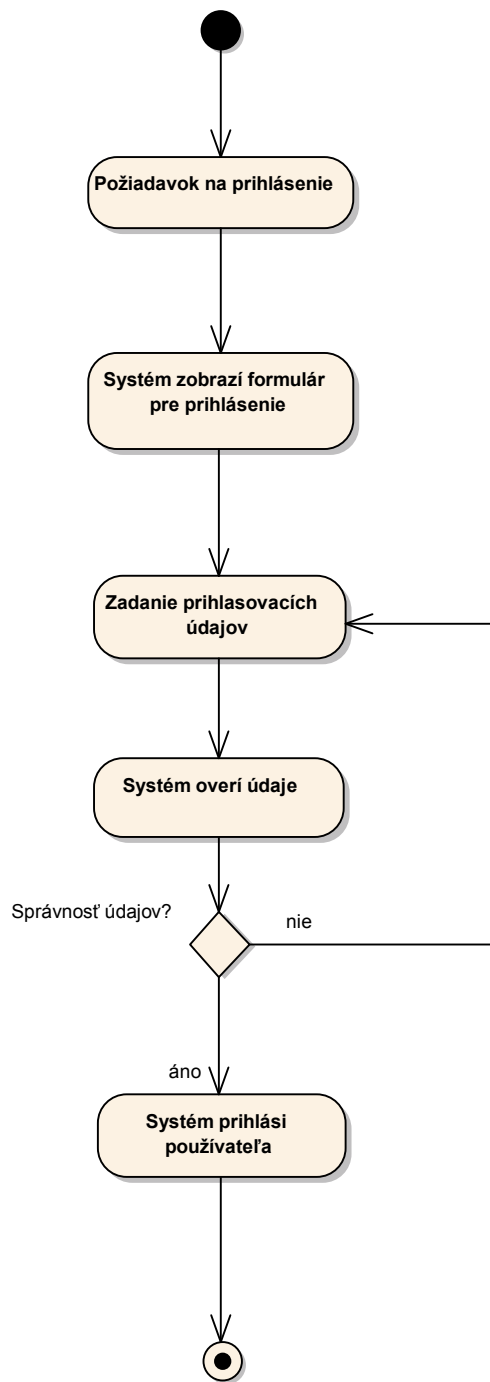 Požiadavok na prihlásenie
Systém zobrazí formulár
pre prihlásenie
Zadanie prihlasovacích
údajov
Systém overí údaje
Správnosť údajov?
nie
áno
Systém prihlási
používateľa